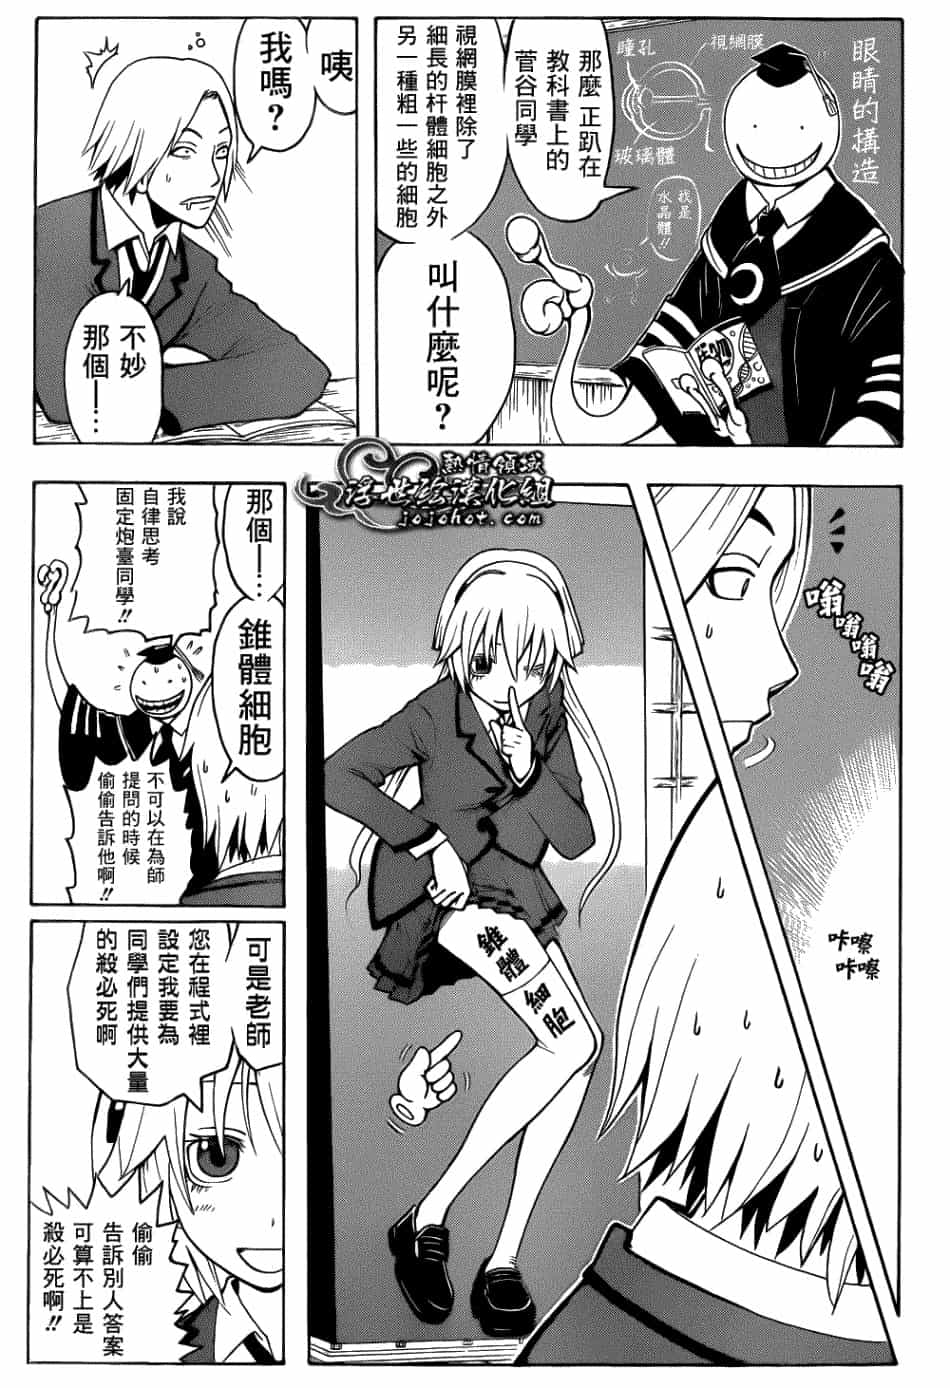 眼睛的構造
視網膜
瞳孔
玻璃體
我是
水晶體!!
那麼 正趴在
教科書上的
菅谷同學
視網膜裡除了
細長的杆體細胞之外
另一種粗一些的細胞
叫什麼呢?
咦
我嗎?
不妙
那個—…
熱情領域
浮世繪漢化組
jojohot.com
嗡
嗡
嗡
嗡
咔嚓
咔嚓
錐體
細胞
那個—…
錐體細胞
我說
自律思考
固定炮臺同學!!
不可以在為師
提問的時候
偷偷告訴他啊!!
可是老師
您在程式裡
設定我要為
同學們提供大量
的殺必死啊
偷偷
告訴別人答案
可算不上是
殺必死啊!!